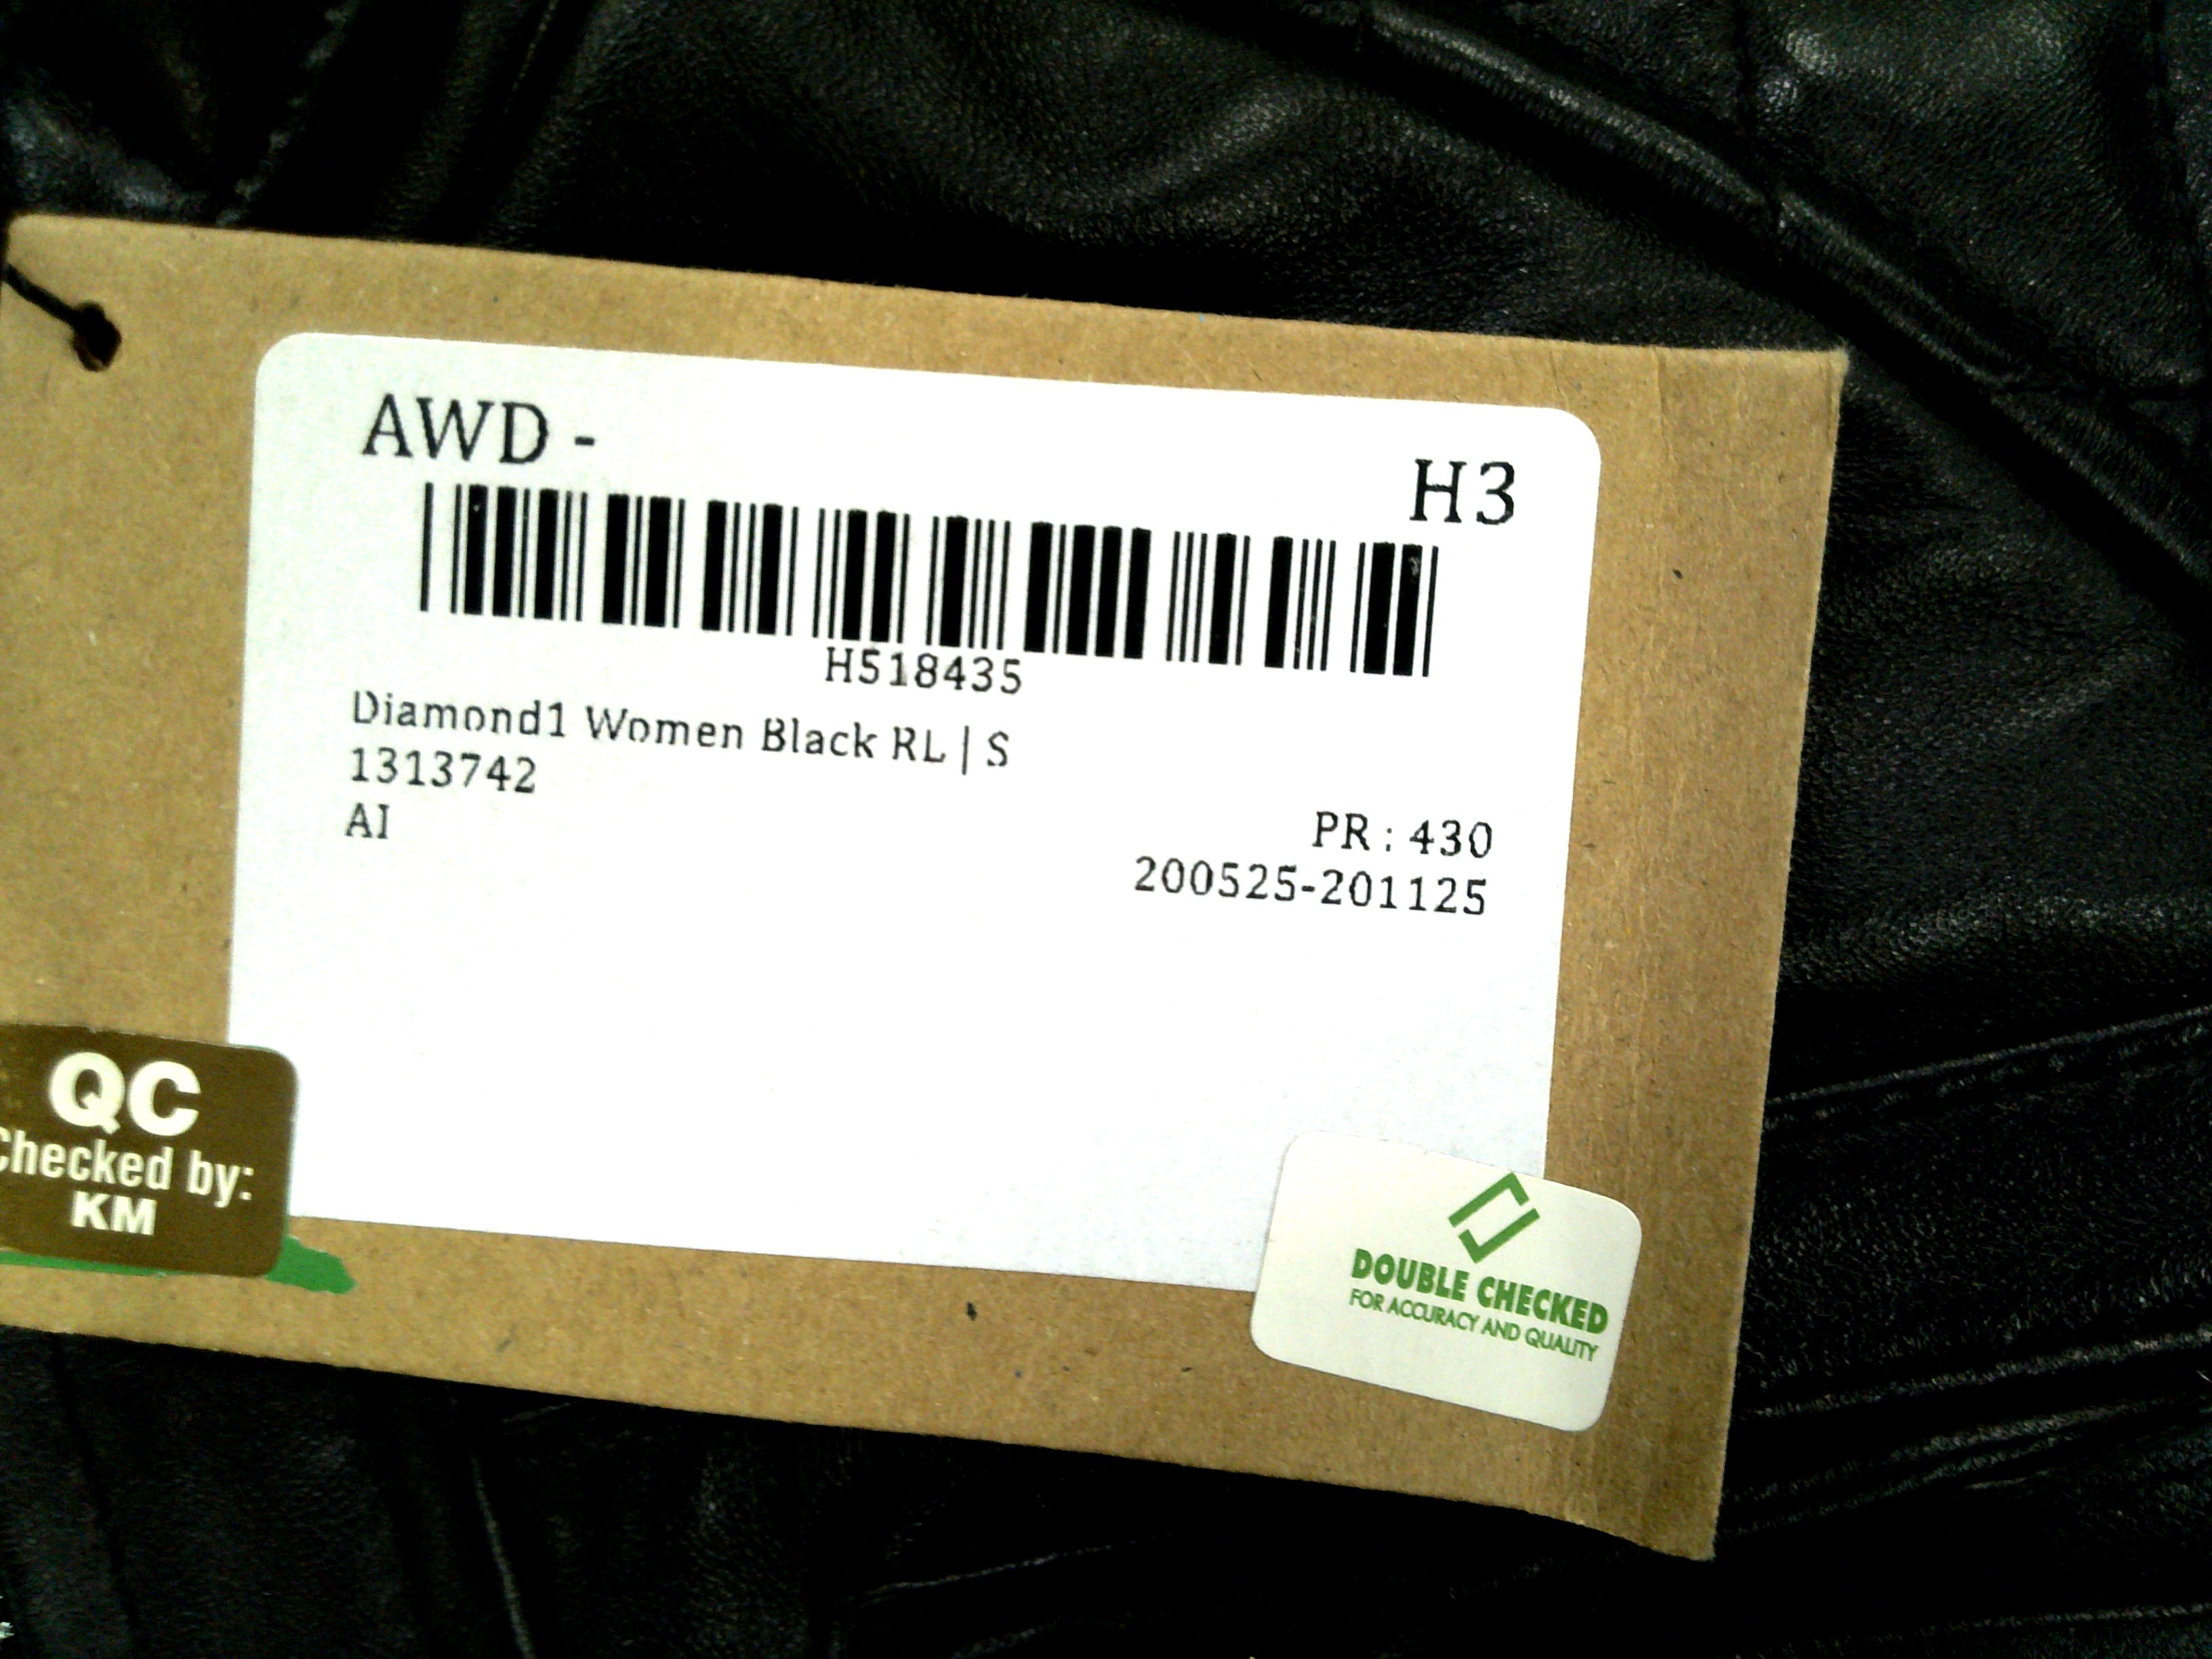 AWD -
H3
H518435
Diamond1 Women Black RL | S
1313742
AI
PR : 430
200525-201125
QC
Checked by:
KM
DOUBLE CHECKED
FOR ACCURACY AND QUALITY